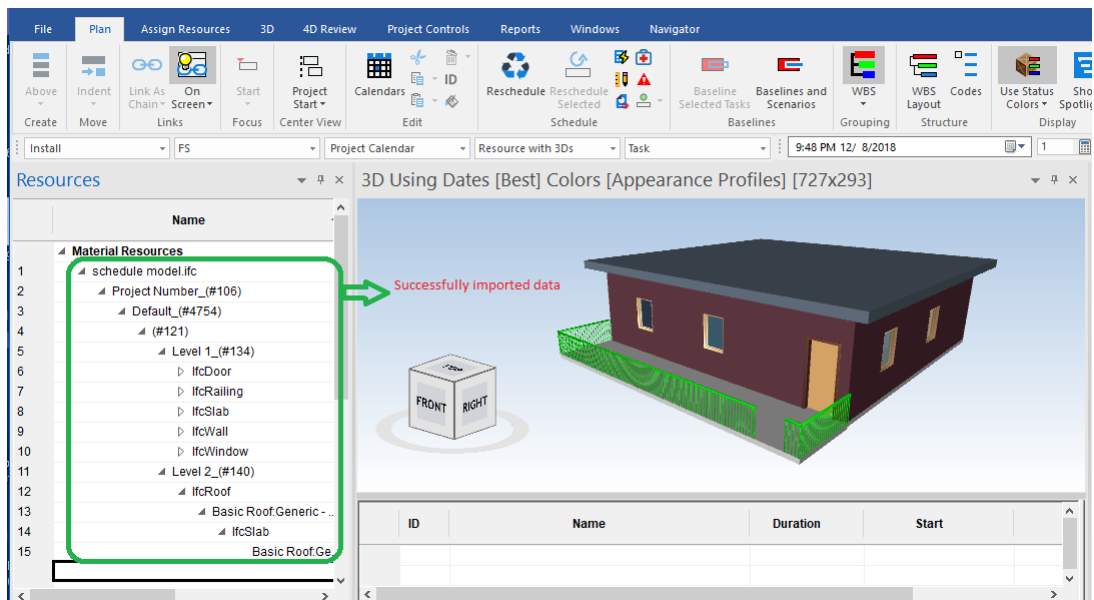 File Plan Assign Resources 3D 4D Review Project Controls Reports Windows Navigator
Above Indent Link As On Start Project Calendars ID Reschedule Reschedule Baseline Baselines and WBS WBS Codes Use Status
Chain Screen Start Selected Selected Tasks Scenarios Layout Colors
Create Move Links Focus Center View Edit Schedule Baselines Grouping Structure Display
Install FS Project Calendar Resource with 3Ds Task 9:48 PM 12/ 8/2018 1
Resources
3D Using Dates [Best] Colors [Appearance Profiles] [727x293]
Name
Material Resources
1 schedule model.ifc
2 Project Number_(#106)
3 Default_(#4754)
4 (#121)
5 Level 1_(#134)
6 IfcDoor
7 IfcRailing
8 IfcSlab
9 IfcWall
10 IfcWindow
11 Level 2_(#140)
12 IfcRoof
13 Basic Roof:Generic - ..
14 IfcSlab
15 Basic Roof:Ge..
Successfully imported data
TOP
FRONT RIGHT
ID Name Duration Start